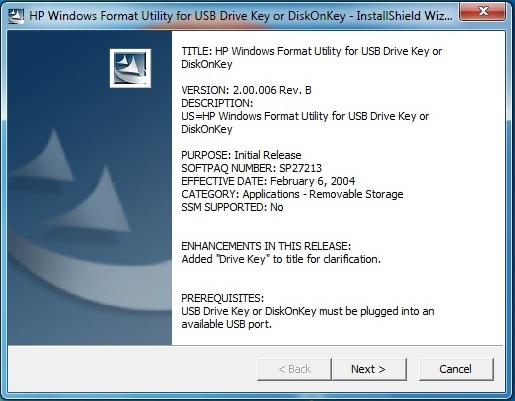 HP Windows Format Utility for USB Drive Key or DiskOnKey - InstallShield Wiz...
TITLE: HP Windows Format Utility for USB Drive Key or
DiskOnKey
VERSION: 2.00.006 Rev. B
DESCRIPTION:
US=HP Windows Format Utility for USB Drive Key or
DiskOnKey
PURPOSE: Initial Release
SOFTPAQ NUMBER: SP27213
EFFECTIVE DATE: February 6, 2004
CATEGORY: Applications - Removable Storage
SSM SUPPORTED: No
ENHANCEMENTS IN THIS RELEASE:
Added "Drive Key" to title for clarification.
PREREQUISITES:
USB Drive Key or DiskOnKey must be plugged into an
available USB port.
< Back Next > Cancel